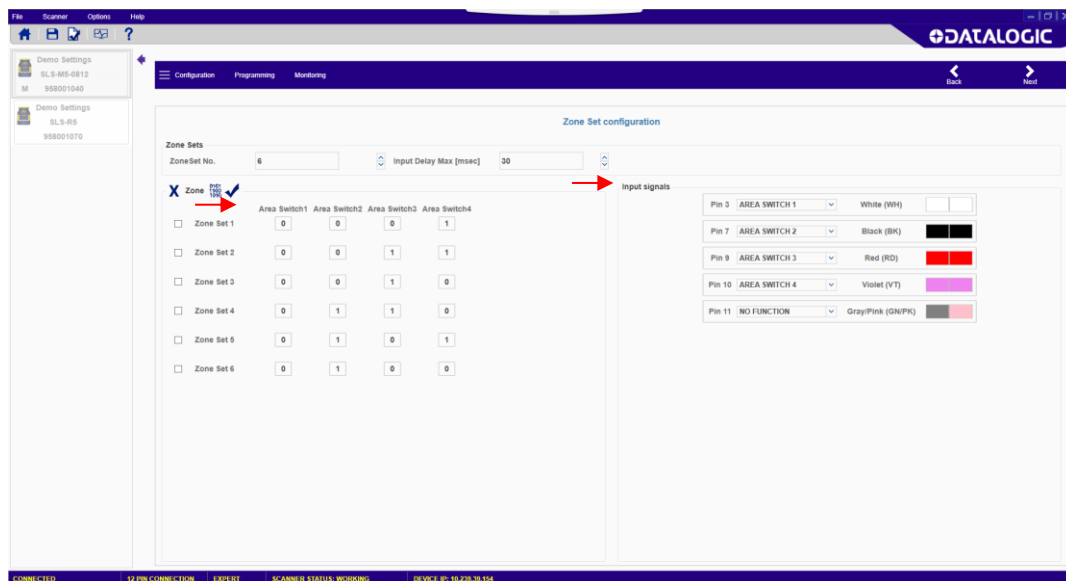 File Scanner Options Help
DATALOGIC
Demo Settings
SLS-M5-0812
M 958001040
Demo Settings
SLS-R5
958001070
Configuration Programming Monitoring Back Next
Zone Set configuration
Zone Sets
ZoneSet No. 6 Input Delay Max [msec] 30
X Zone
Area Switch1 Area Switch2 Area Switch3 Area Switch4
Zone Set 1 0 0 0 1
Zone Set 2 0 0 1 1
Zone Set 3 0 0 1 0
Zone Set 4 0 1 1 0
Zone Set 5 0 1 0 1
Zone Set 6 0 1 0 0
Input signals
Pin 3 AREA SWITCH 1 White (WH)
Pin 7 AREA SWITCH 2 Black (BK)
Pin 9 AREA SWITCH 3 Red (RD)
Pin 10 AREA SWITCH 4 Violet (VT)
Pin 11 NO FUNCTION Gray/Pink (GN/PK)
CONNECTED 12 PIN CONNECTION EXPERT SCANNER STATUS: WORKING DEVICE IP: 10.239.39.154